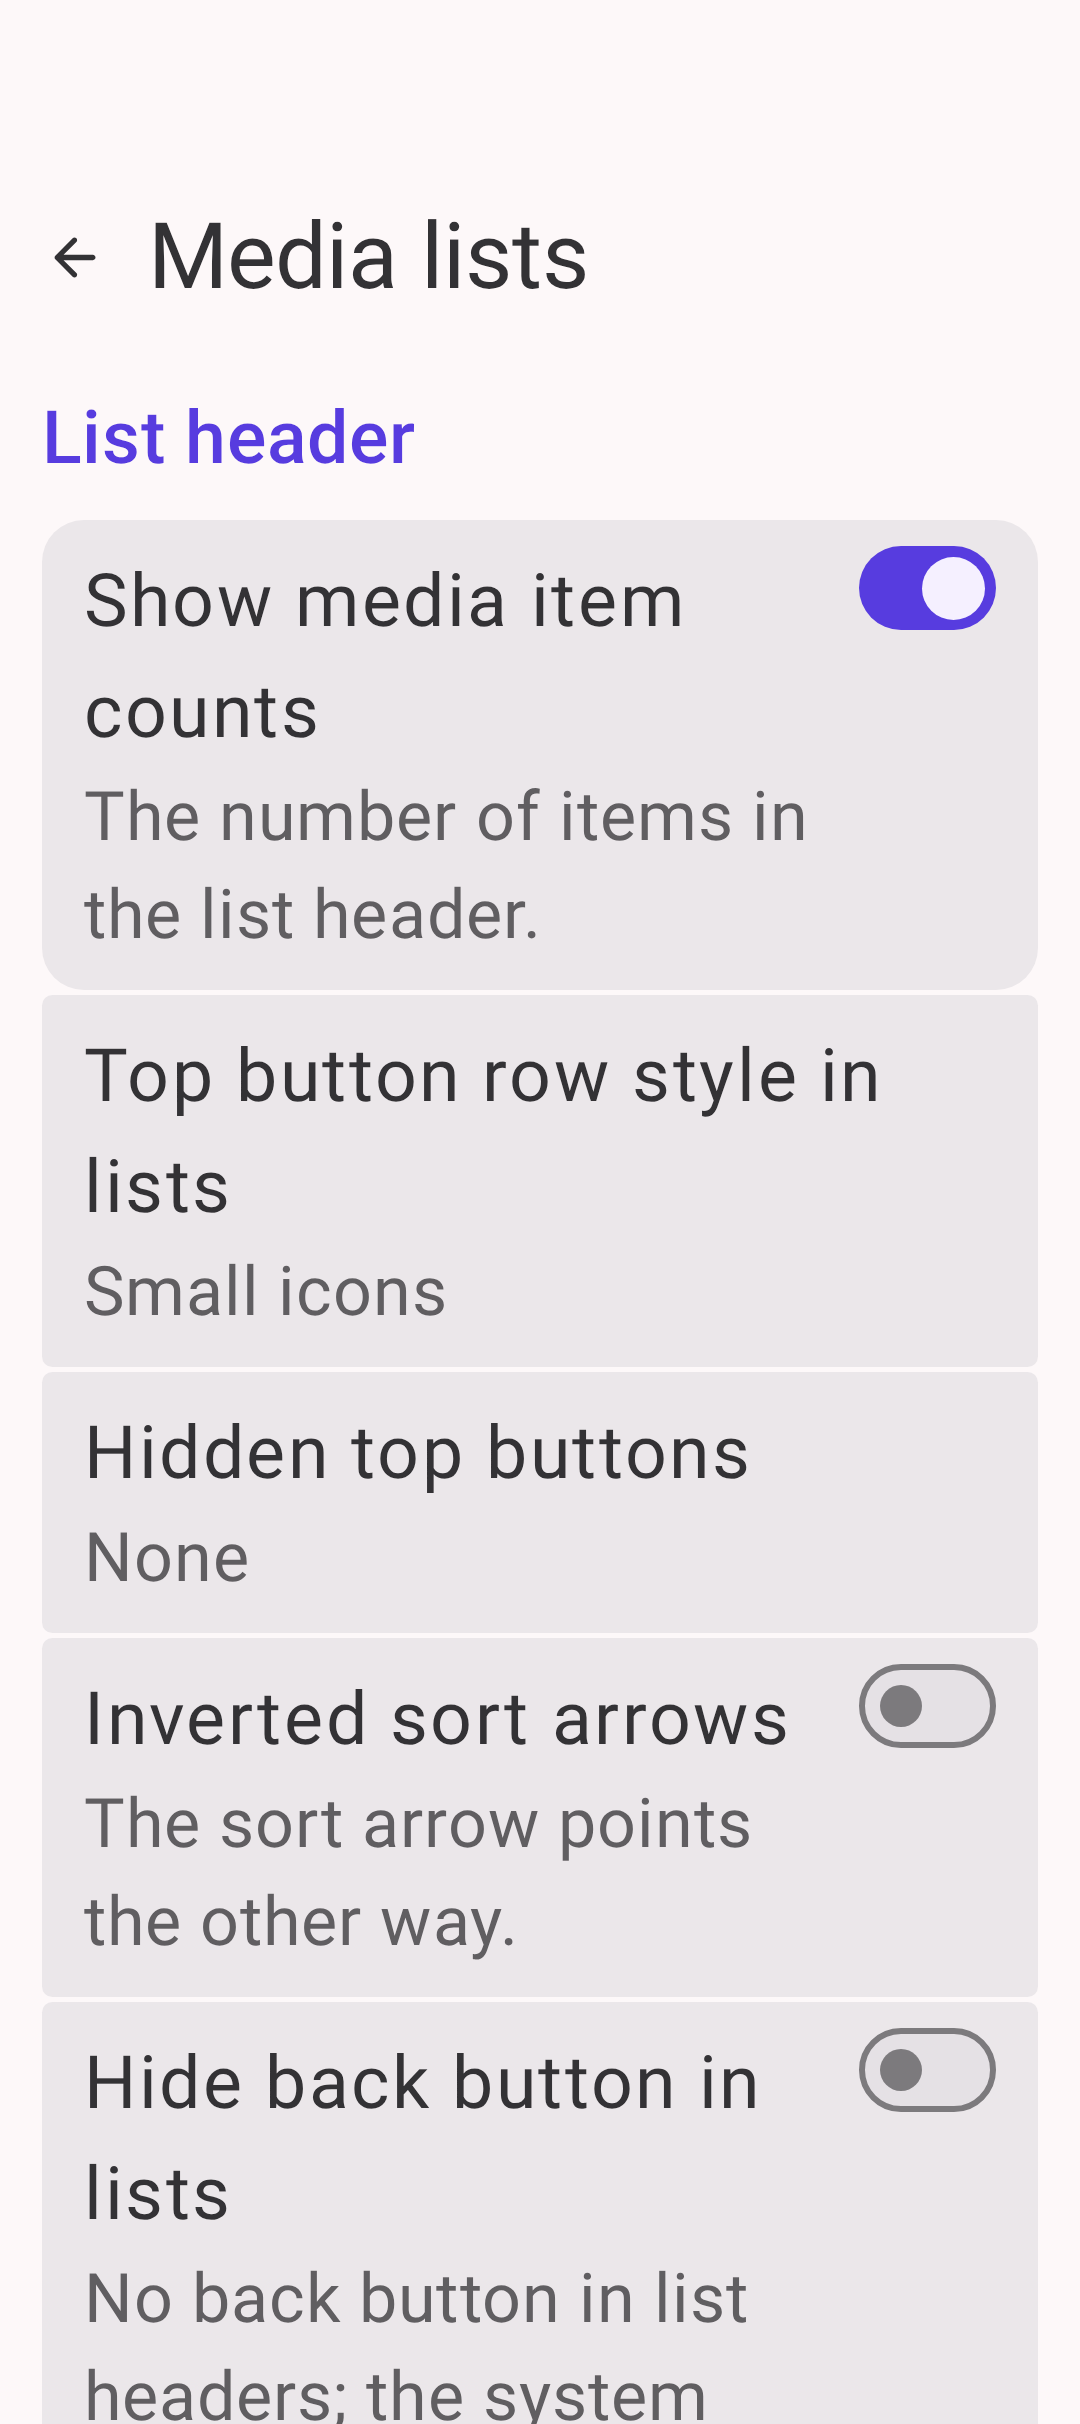 Media lists
List header
Show media item
counts
The number of items in
the list header.
Top button row style in
lists
Small icons
Hidden top buttons
None
Inverted sort arrows
The sort arrow points
the other way.
Hide back button in
lists
No back button in list
headers; the system